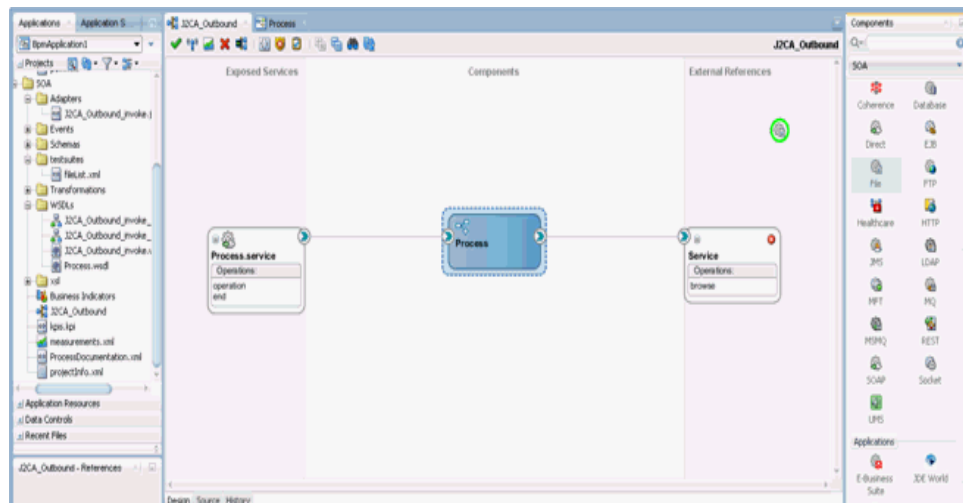 Applications
Application S...
J2CA_Outbound
Process
Components
BpmApplication1
Projects
J2CA_Outbound
SOA
SOA
Adapters
J2CA_Outbound_invoke.j
Events
Schemas
testsuites
fileList.xml
Transformations
WSDLs
J2CA_Outbound_invoke_
J2CA_Outbound_invoke_
J2CA_Outbound_invoke.
Process.wsdl
xsl
Business Indicators
J2CA_Outbound
kpis.kpi
measurements.xml
ProcessDocumentation.xml
projectInfo.xml
Application Resources
Data Controls
Recent Files
J2CA_Outbound - References
Exposed Services
Components
External References
Process.service
Operations:
operation
end
Process
Service
Operations:
browse
Design Source History
Coherence Database
Direct EJB
File FTP
Healthcare HTTP
JMS LDAP
MFT MQ
MSMQ REST
SOAP Socket
UMS
Applications
E-Business Suite
JDE World